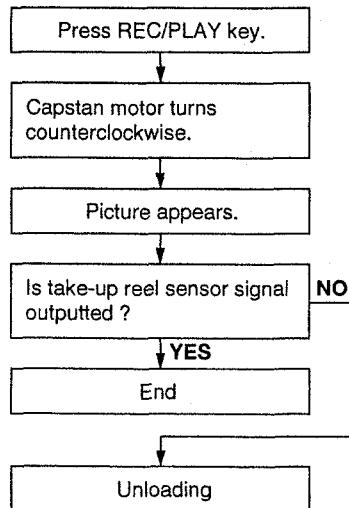 Press REC/PLAY key.
Capstan motor turns
counterclockwise.
Picture appears.
Is take-up reel sensor signal
outputted ?
NO
YES
End
Unloading